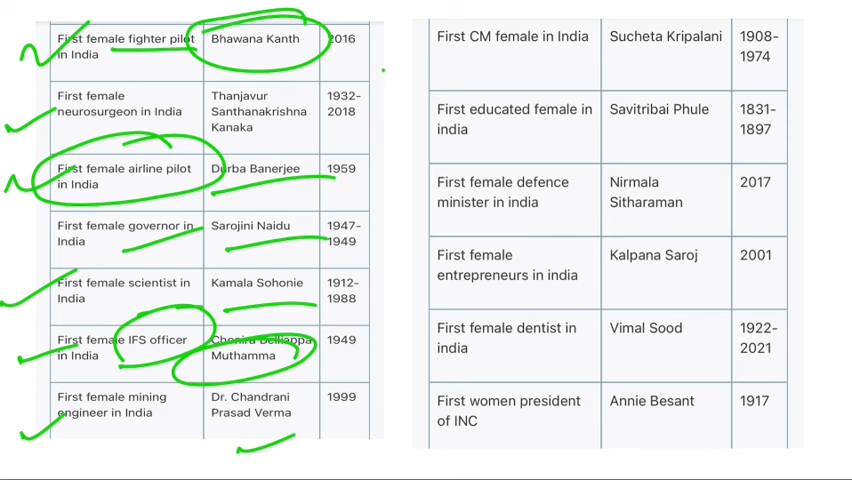 First female fighter pilot Bhawana Kanth 2016
in India
First female Thanjavur 1932-
neurosurgeon in India Santhanakrishna 2018
Kanaka
First female airline pilot Durba Banerjee 1959
in India
First female governor in Sarojini Naidu 1947-
India 1949
First female scientist in Kamala Sohonie 1912-
India 1988
First female IFS officer Chonira Belliappa 1949
in India Muthamma
First female mining Dr. Chandrani 1999
engineer in India Prasad Verma
First CM female in India Sucheta Kripalani 1908-
1974
First educated female in Savitribai Phule 1831-
india 1897
First female defence Nirmala 2017
minister in india Sitharaman
First female Kalpana Saroj 2001
entrepreneurs in india
First female dentist in Vimal Sood 1922-
india 2021
First women president Annie Besant 1917
of INC